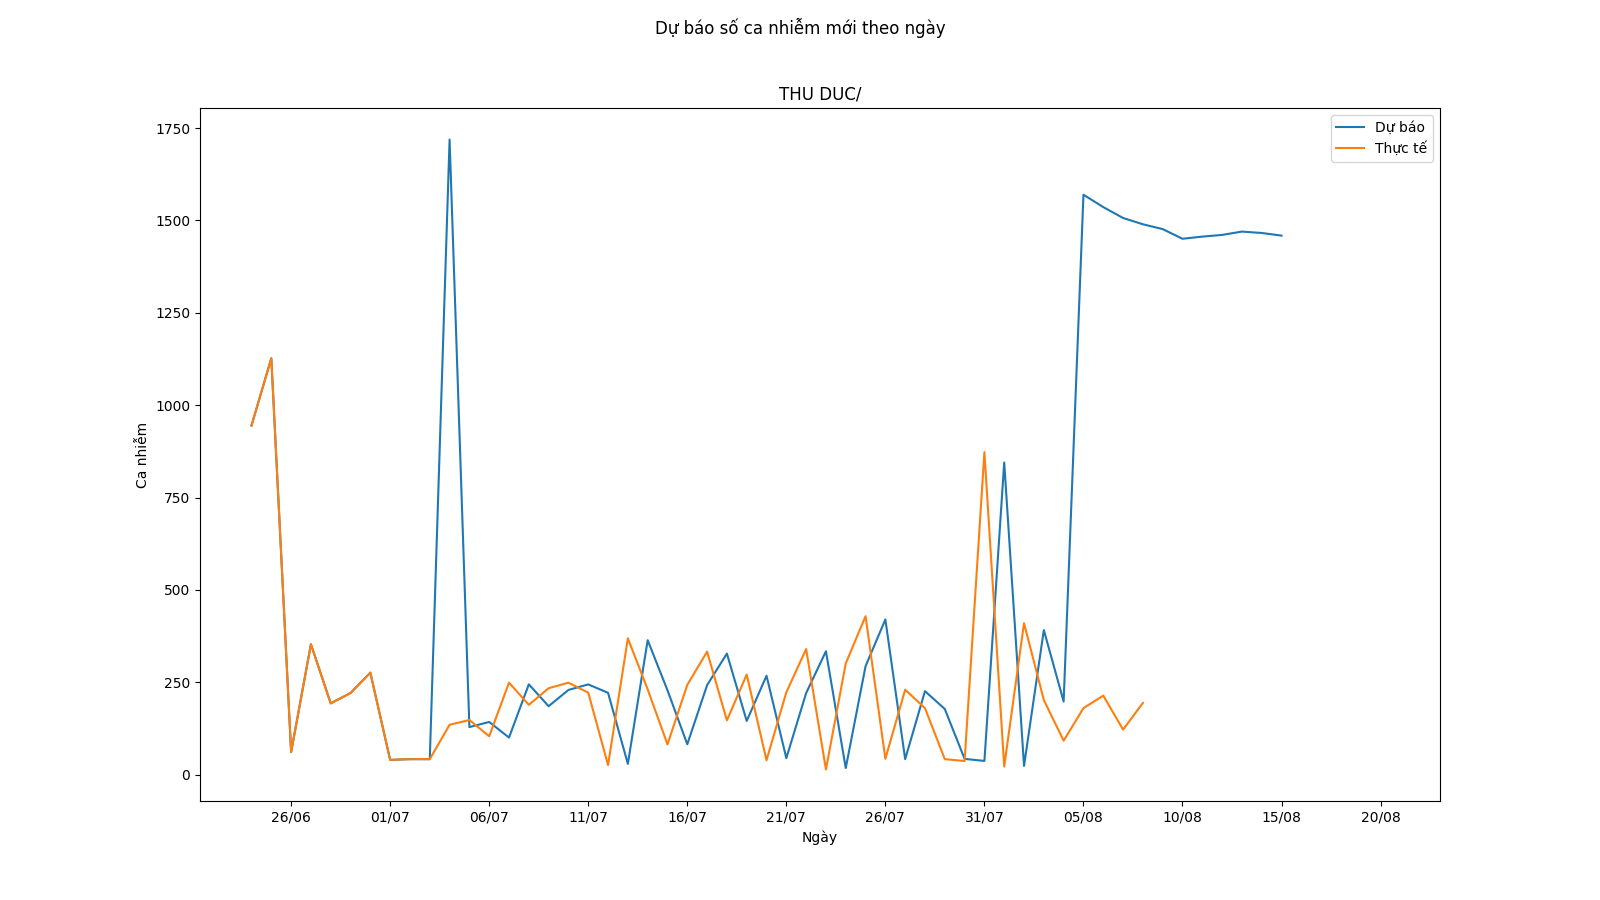 Dự báo số ca nhiễm mới theo ngày
THU DUC/
Dự báo
Thực tế
1750
1500
1250
1000
750
500
250
0
Ca nhiễm
26/06 01/07 06/07 11/07 16/07 21/07 26/07 31/07 05/08 10/08 15/08 20/08
Ngày